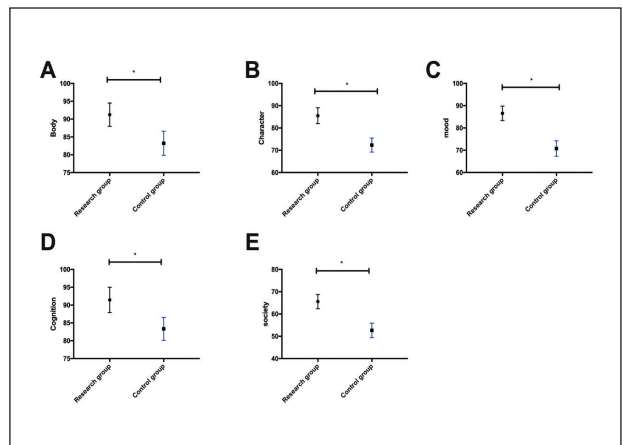 A
*
100
95
90
85
80
75
Body
Research group
Control group
B
*
100
90
80
70
60
Character
Research group
Control group
C
*
100
90
80
70
60
mood
Research group
Control group
D
*
100
95
90
85
80
75
Cognition
Research group
Control group
E
*
80
70
60
50
40
society
Research group
Control group